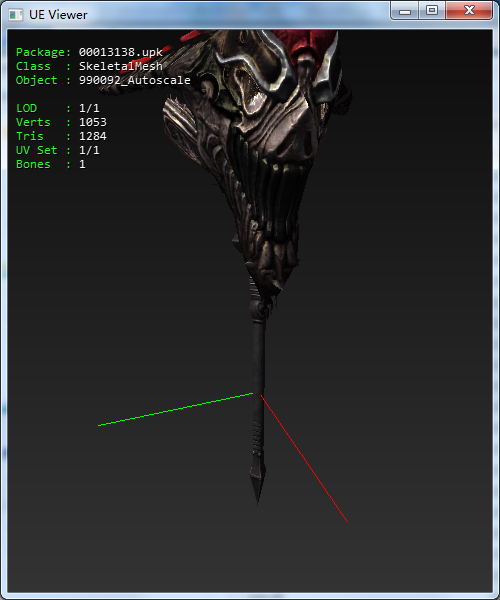 UE Viewer
Package: 00013138.upk
Class : SkeletalMesh
Object : 990092_Autoscale
LOD : 1/1
Verts : 1053
Tris : 1284
UV Set : 1/1
Bones : 1